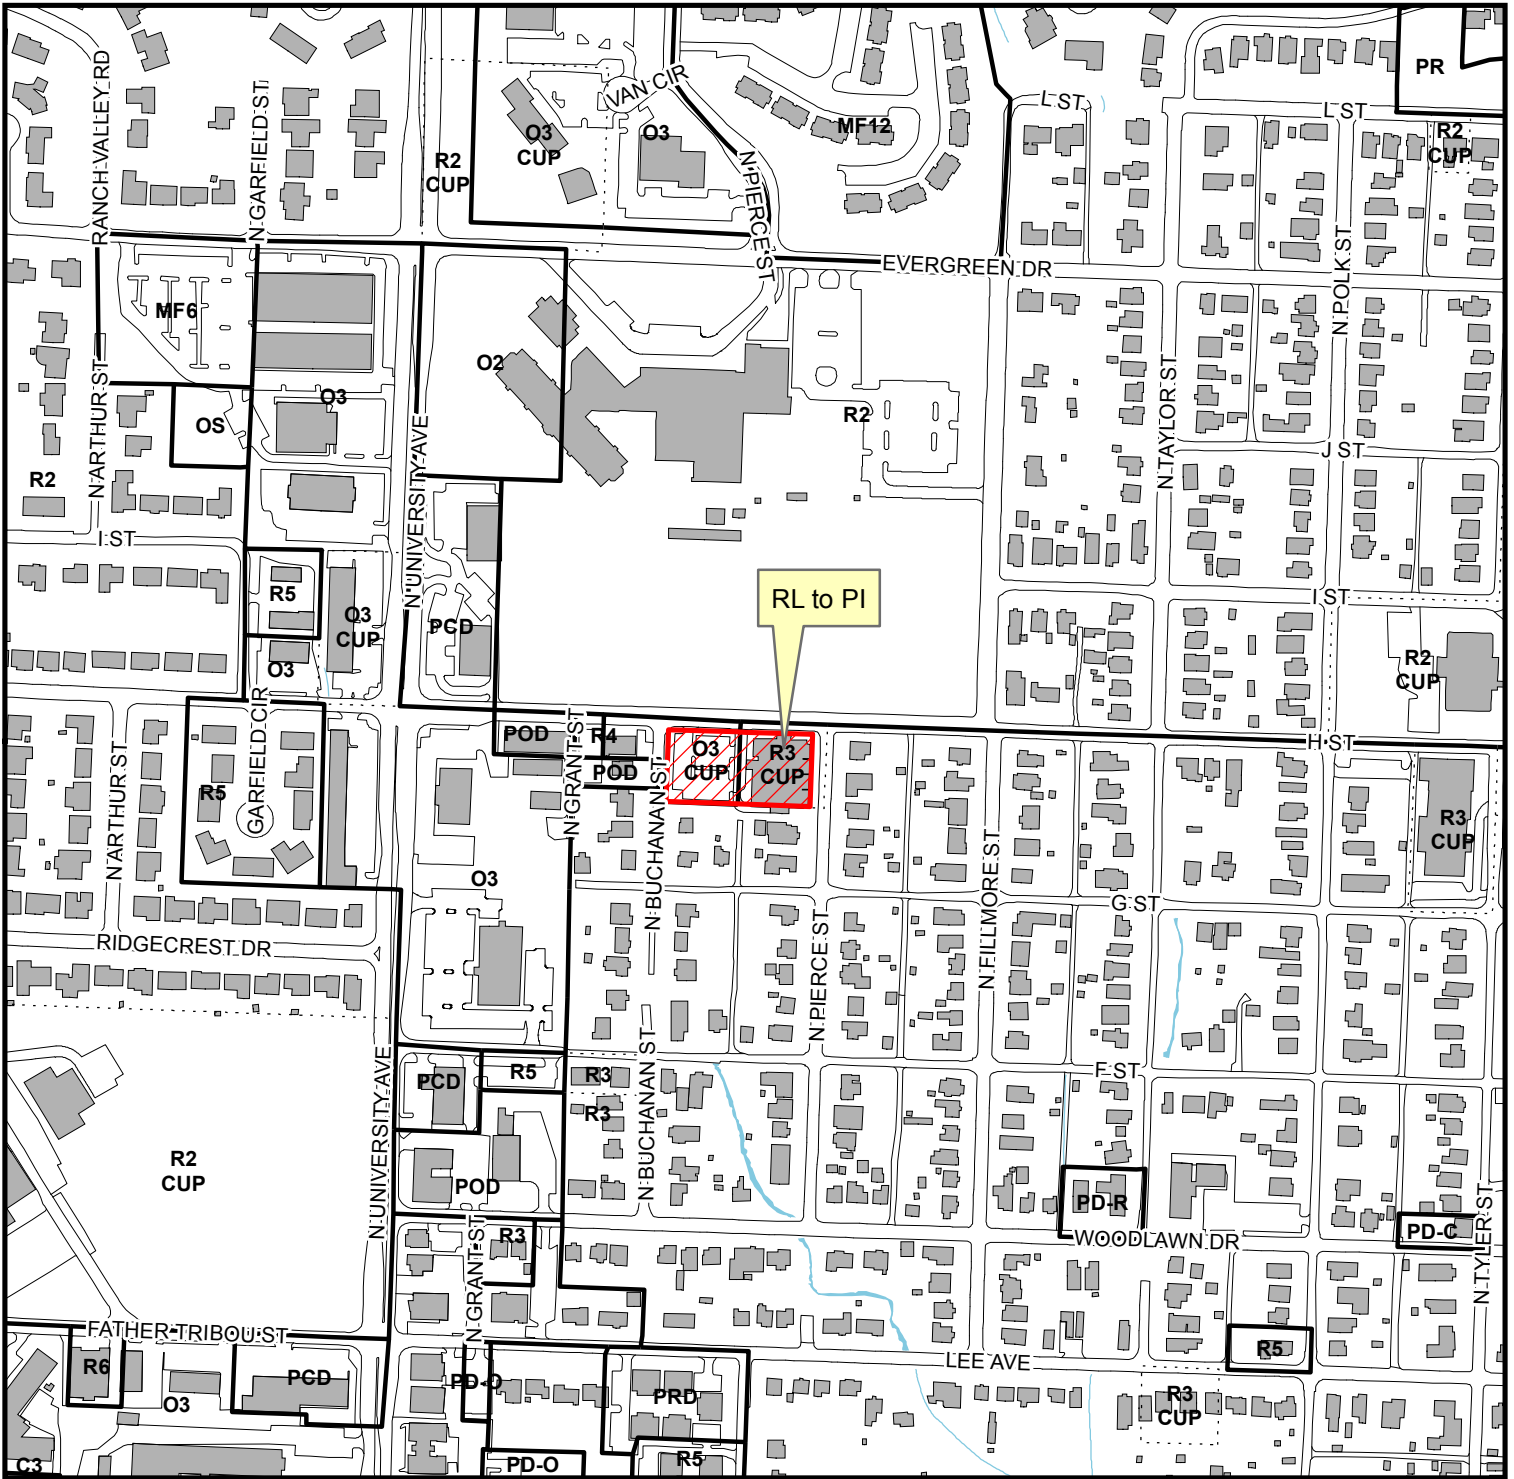 PR
L ST
L ST
VAN CIR
N PIERCE ST
MF12
O3
CUP
O3
R2
CUP
R2
CUP
RANCH VALLEY RD
N GARFIELD ST
EVERGREEN DR
N POLK ST
MF6
O2
N TAYLOR ST
O3
R2
OS
N ARTHUR ST
N UNIVERSITY AVE
J ST
R2
I ST
RL to PI
R5
I ST
O3
CUP
PCD
O3
R2
CUP
GARFIELD CIR
POD
R4
N GRANT ST
O3
CUP
R3
CUP
H ST
POD
N BUCHANAN ST
N ARTHUR ST
R5
R3
CUP
O3
N FILLMORE ST
G ST
RIDGECREST DR
N PIERCE ST
N UNIVERSITY AVE
PCD
R5
R3
F ST
R3
N BUCHANAN ST
R2
CUP
POD
PD-R
N TYLER ST
R3
N GRANT ST
WOODLAWN DR
PD-C
FATHER TRIBOU ST
R6
PCD
O3
PD-O
PRD
LEE AVE
R5
R3
CUP
C3
PD-O
R5